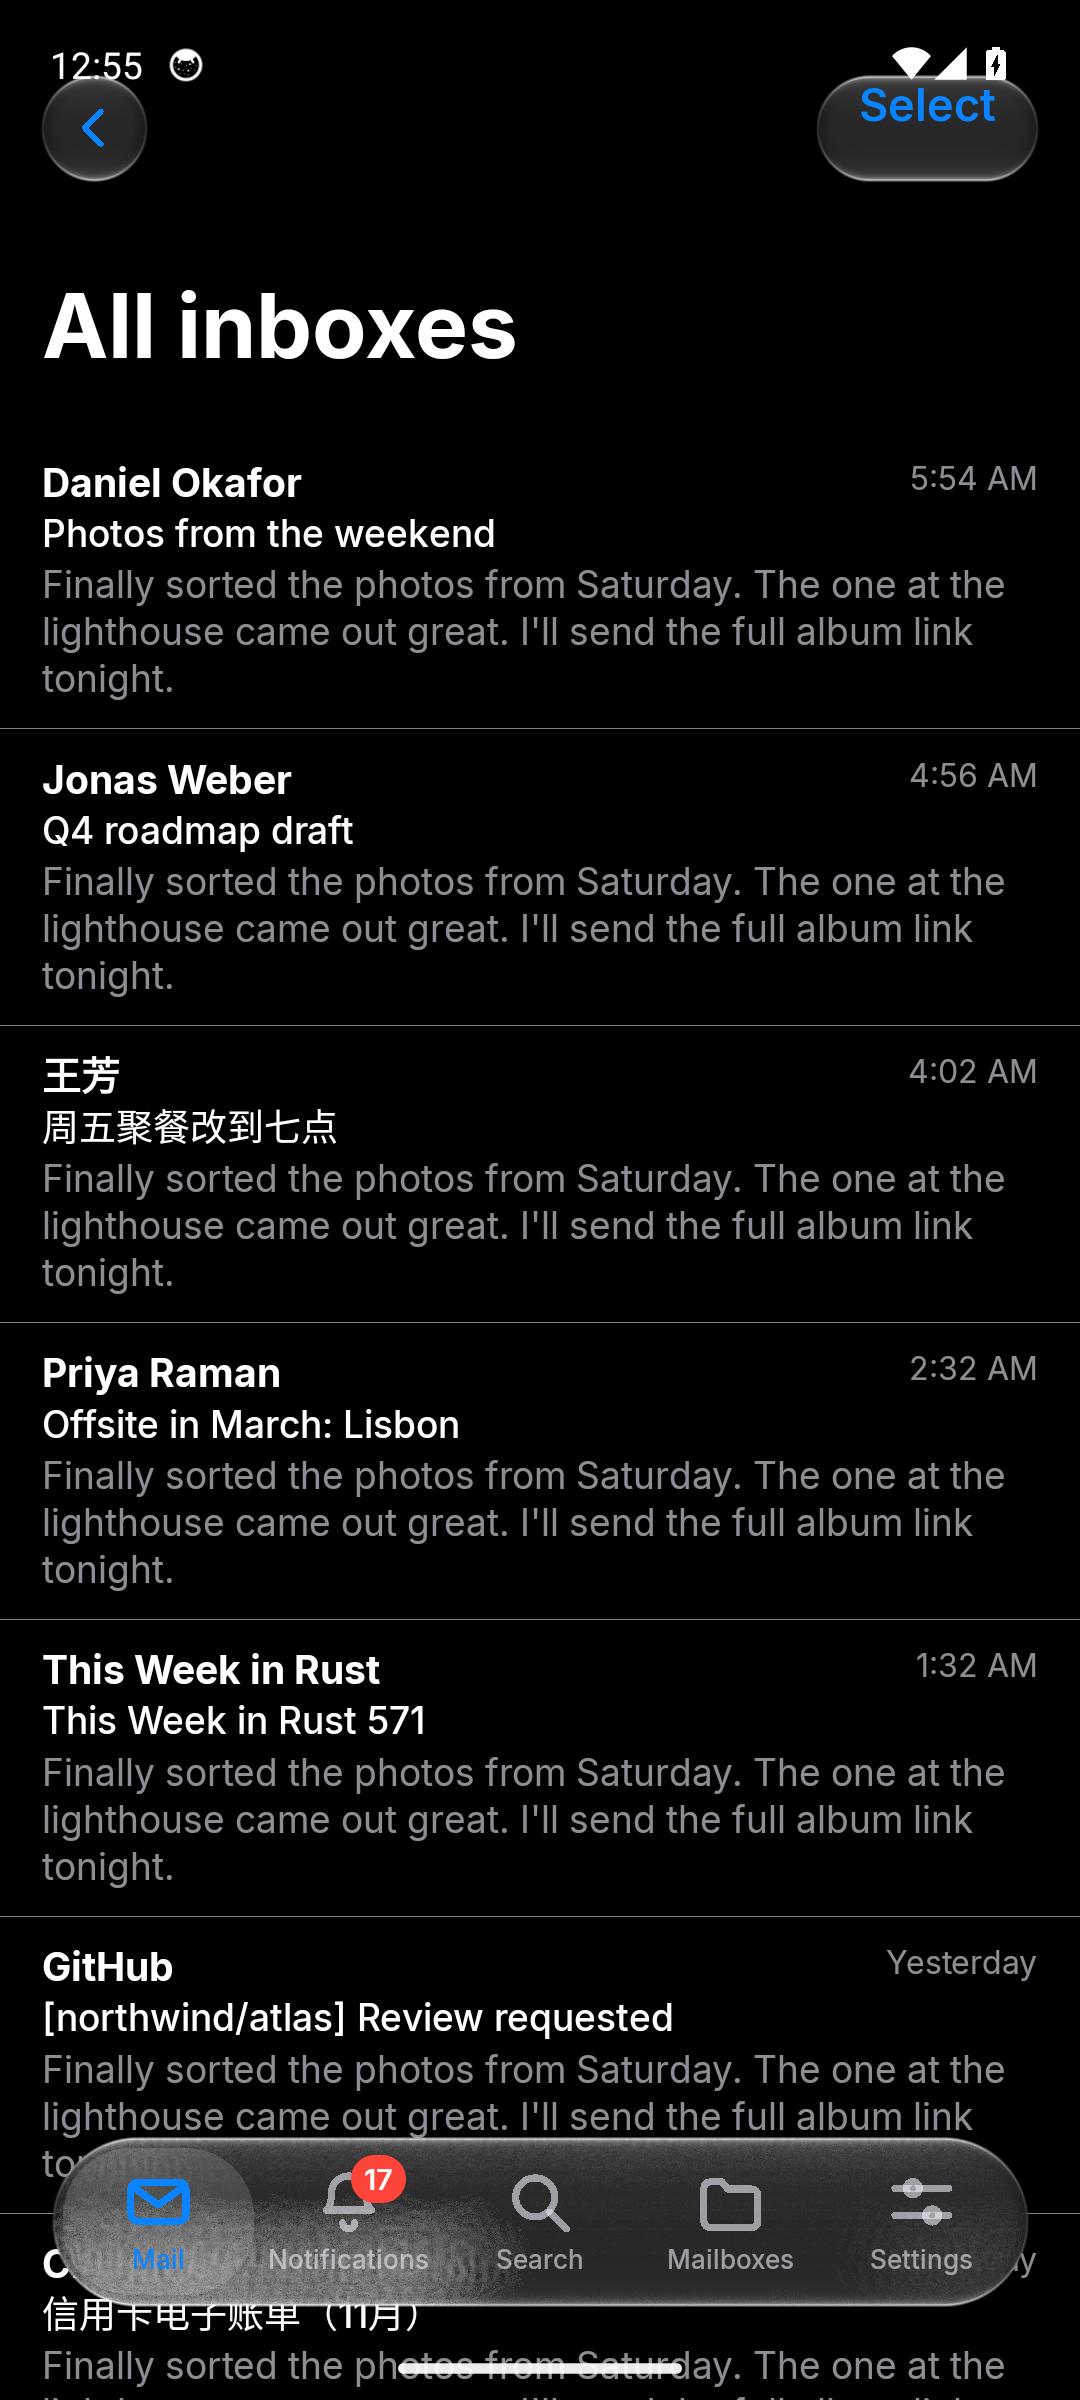 12:55
Select
All inboxes
Daniel Okafor 5:54 AM
Photos from the weekend
Finally sorted the photos from Saturday. The one at the
lighthouse came out great. I'll send the full album link
tonight.
Jonas Weber 4:56 AM
Q4 roadmap draft
Finally sorted the photos from Saturday. The one at the
lighthouse came out great. I'll send the full album link
tonight.
王芳 4:02 AM
周五聚餐改到七点
Finally sorted the photos from Saturday. The one at the
lighthouse came out great. I'll send the full album link
tonight.
Priya Raman 2:32 AM
Offsite in March: Lisbon
Finally sorted the photos from Saturday. The one at the
lighthouse came out great. I'll send the full album link
tonight.
This Week in Rust 1:32 AM
This Week in Rust 571
Finally sorted the photos from Saturday. The one at the
lighthouse came out great. I'll send the full album link
tonight.
GitHub Yesterday
[northwind/atlas] Review requested
Finally sorted the photos from Saturday. The one at the
lighthouse came out great. I'll send the full album link
17
Mail Notifications Search Mailboxes Settings
信用卡电子账单（11月）
Finally sorted the photos from Saturday. The one at the